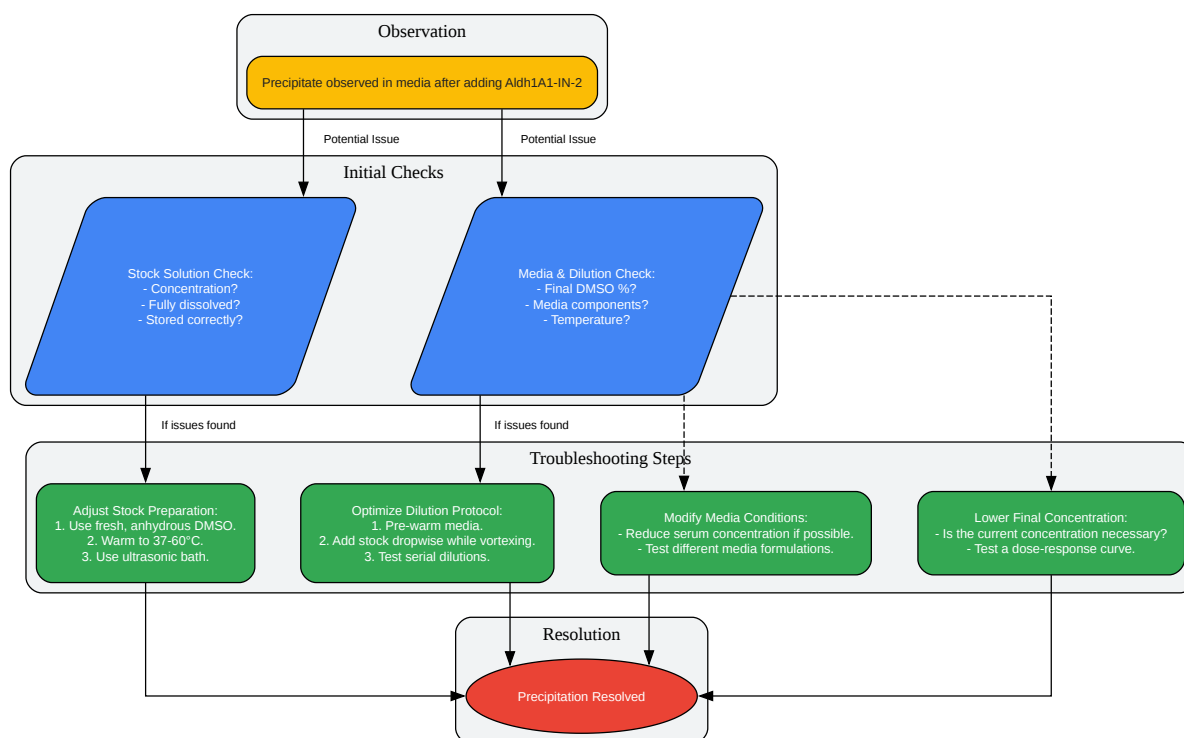 Observation
Precipitate observed in media after adding Aldh1A1-IN-2
Potential Issue
Potential Issue
Initial Checks
Stock Solution Check:
- Concentration?
- Fully dissolved?
- Stored correctly?
Media & Dilution Check:
- Final DMSO %?
- Media components?
- Temperature?
If issues found
If issues found
Troubleshooting Steps
Adjust Stock Preparation:
1. Use fresh, anhydrous DMSO.
2. Warm to 37-60°C.
3. Use ultrasonic bath.
Optimize Dilution Protocol:
1. Pre-warm media.
2. Add stock dropwise while vortexing.
3. Test serial dilutions.
Modify Media Conditions:
- Reduce serum concentration if possible.
- Test different media formulations.
Lower Final Concentration:
- Is the current concentration necessary?
- Test a dose-response curve.
Resolution
Precipitation Resolved